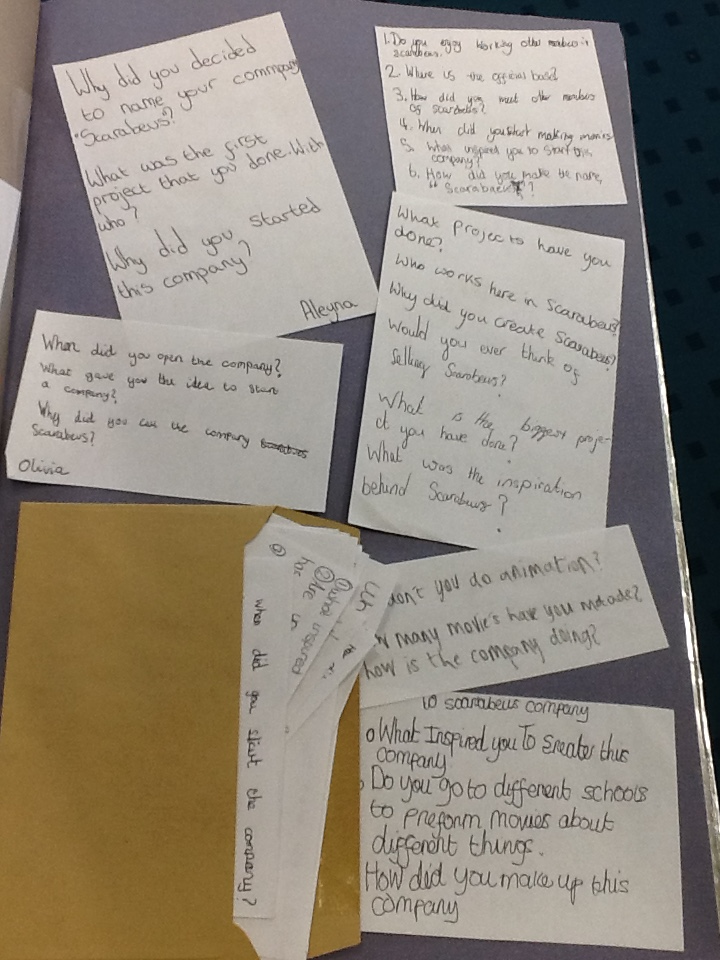 Why did you decided
to name your commpany
"Scarabeus?
What was the first
project that you done. With
who?
Why did you started
this company?
Aleyna
1. Do you enjoy working other
scarabeus.
2. Where is the official base?
3. How did you meet other members
of scarabeus?
4. When did you start making movies
5. What inspired you to start this
company?
6. How did you make the name,
"Scarabaeus"?
What projects have you
done?
Who works here in Scarabeus?
Why did you create Scarabeus?
Would you ever think of
selling Scarabeus?
What is the biggest proje-
ct you have done?
What was the inspiration
behind Scarabeus?
When did you open the company?
What gave you the idea to start
a company?
Why did you call the company
Scarabeus?
Olivia
don't you do animation?
many movie's have you made?
how is the company doing?
when did you start the company?
what inspired
to scarabeus company
What Inspired you To Greater this
company
Do you go to different schools
to preform movies about
different things.
How did you make up this
company